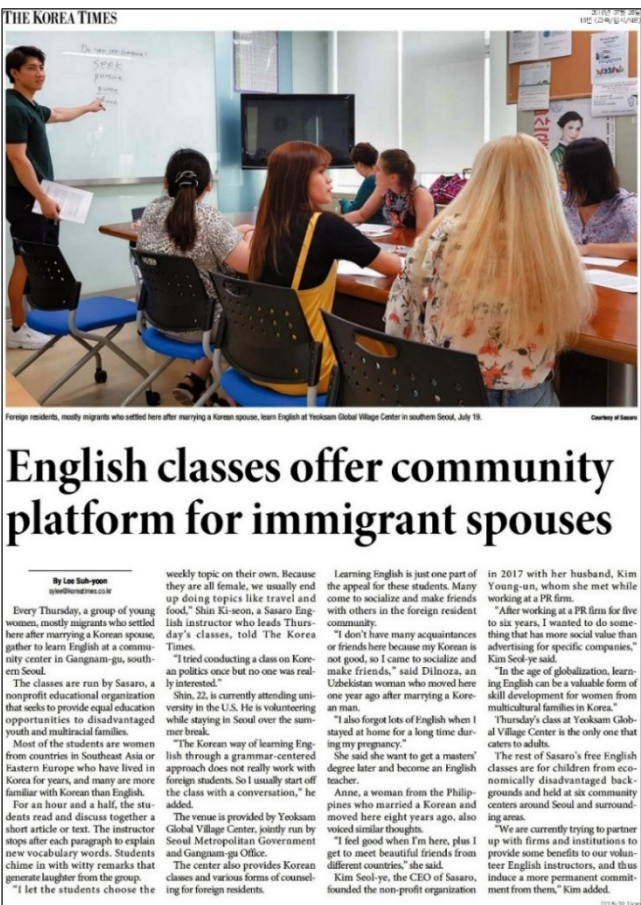 THE KOREA TIMES
SEEK
Foreign residents, mostly migrants who settled here after marrying a Korean spouse, learn English at Yeoksam Global Village Center in southern Seoul, July 19.
Courtesy of Sasaro
English classes offer community
platform for immigrant spouses
By Lee Suh-yoon
sylee@koreatimes.co.kr
Every Thursday, a group of young
women, mostly migrants who settled
here after marrying a Korean spouse,
gather to learn English at a commu-
nity center in Gangnam-gu, south-
ern Seoul.
The classes are run by Sasaro, a
nonprofit educational organization
that seeks to provide equal education
opportunities to disadvantaged
youth and multiracial families.
Most of the students are women
from countries in Southeast Asia or
Eastern Europe who have lived in
Korea for years, and many are more
familiar with Korean than English.
For an hour and a half, the stu-
dents read and discuss together a
short article or text. The instructor
stops after each paragraph to explain
new vocabulary words. Students
chime in with witty remarks that
generate laughter from the group.
"I let the students choose the
weekly topic on their own. Because
they are all female, we usually end
up doing topics like travel and
food," Shin Ki-seon, a Sasaro Eng-
lish instructor who leads Thurs-
day's classes, told The Korea
Times.
"I tried conducting a class on Kore-
an politics once but no one was real-
ly interested."
Shin, 22, is currently attending uni-
versity in the U.S. He is volunteering
while staying in Seoul over the sum-
mer break.
"The Korean way of learning Eng-
lish through a grammar-centered
approach does not really work with
foreign students. So I usually start off
the class with a conversation," he
added.
The venue is provided by Yeoksam
Global Village Center, jointly run by
Seoul Metropolitan Government
and Gangnam-gu Office.
The center also provides Korean
classes and various forms of counsel-
ing for foreign residents.
Learning English is just one part of
the appeal for these students. Many
come to socialize and make friends
with others in the foreign resident
community.
"I don't have many acquaintances
or friends here because my Korean is
not good, so I came to socialize and
make friends," said Dilnoza, an
Uzbekistan woman who moved here
one year ago after marrying a Kore-
an man.
"I also forgot lots of English when I
stayed at home for a long time dur-
ing my pregnancy."
She said she want to get a masters'
degree later and become an English
teacher.
Anne, a woman from the Philip-
pines who married a Korean and
moved here eight years ago, also
voiced similar thoughts.
"I feel good when I'm here, plus I
get to meet beautiful friends from
different countries," she said.
Kim Seol-ye, the CEO of Sasaro,
founded the non-profit organization
in 2017 with her husband, Kim
Young-un, whom she met while
working at a PR firm.
"After working at a PR firm for five
to six years, I wanted to do some-
thing that has more social value than
advertising for specific companies,"
Kim Seol-ye said.
"In the age of globalization, learn-
ing English can be a valuable form of
skill development for women from
multicultural families in Korea."
Thursday's class at Yeoksam Glob-
al Village Center is the only one that
caters to adults.
The rest of Sasaro's free English
classes are for children from eco-
nomically disadvantaged back-
grounds and held at six community
centers around Seoul and surround-
ing areas.
"We are currently trying to partner
up with firms and institutions to
provide some benefits to our volun-
teer English instructors, and thus
induce a more permanent commit-
ment from them," Kim added.